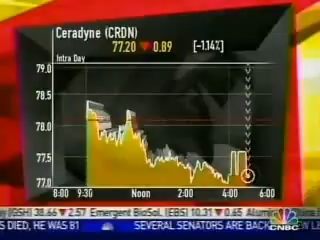 Ceradyne (CRDN)
77.20 ▼ 0.89 [-1.14%]
Intra Day
79.0
78.5
78.0
77.5
77.0
8:00 9:30 Noon 2:00 4:00 6:00
(GSH) 38.66 ▼ 2.57 Emergent BioSol. (EBS) 10.31 ▼ 0.65
CNBC
S DIED, HE WAS 81 SEVERAL SENATORS ARE BACK